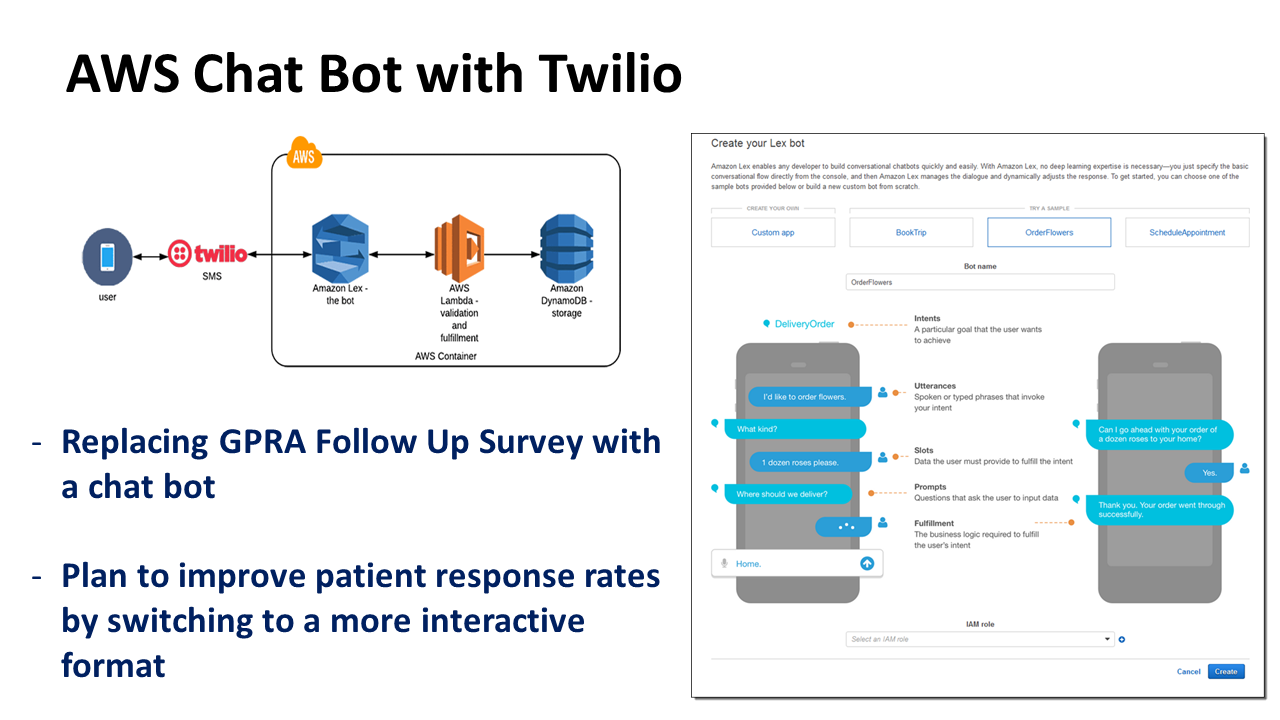 AWS Chat Bot with Twilio
AWS
twilio
SMS
user
Amazon Lex -
the bot
AWS
Lambda -
validation
and
fulfillment
Amazon
DynamoDB -
storage
AWS Container
- Replacing GPRA Follow Up Survey with
a chat bot
- Plan to improve patient response rates
by switching to a more interactive
format
Create your Lex bot
Amazon Lex enables any developer to build conversational chatbots quickly and easily. With Amazon Lex, no deep learning expertise is necessary—you just specify the basic
conversational flow directly from the console, and then Amazon Lex manages the dialogue and dynamically adjusts the response. To get started, you can choose one of the
sample bots provided below or build a new custom bot from scratch.
CREATE YOUR OWN
TRY A SAMPLE
Custom app
BookTrip
OrderFlowers
ScheduleAppointment
Bot name
OrderFlowers
DeliveryOrder
Intents
A particular goal that the user wants
to achieve
I'd like to order flowers.
Utterances
Spoken or typed phrases that invoke
your intent
What kind?
1 dozen roses please.
Slots
Data the user must provide to fulfill the intent
Where should we deliver?
Prompts
Questions that ask the user to input data
Fulfillment
The business logic required to fulfill
the user's intent
Home.
Can I go ahead with your order of
a dozen roses to your home?
Yes.
Thank you. Your order went through
successfully.
IAM role
Select an IAM role
Cancel
Create